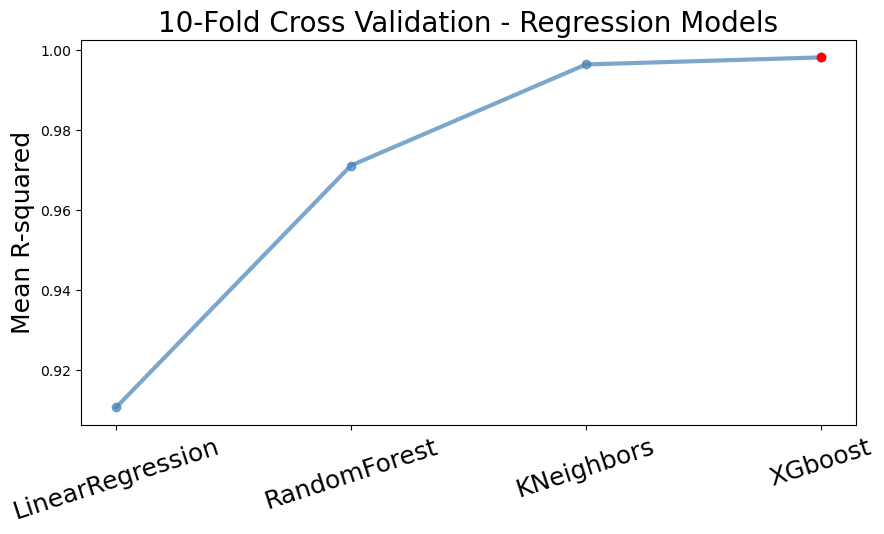 10-Fold Cross Validation - Regression Models
Mean R-squared
1.00
0.98
0.96
0.94
0.92
LinearRegression
RandomForest
KNeighbors
XGboost